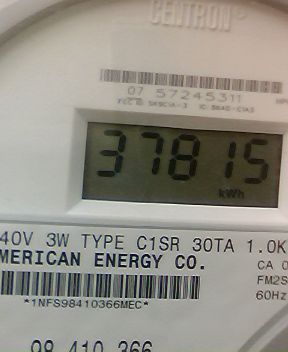 CENTRON®
07 57245311
37815
kWh
40V 3W TYPE C1SR 30TA 1.0K
MERICAN ENERGY CO.
CA 0
FM2S
*1NFS98410366MEC*
60Hz
98 410 366